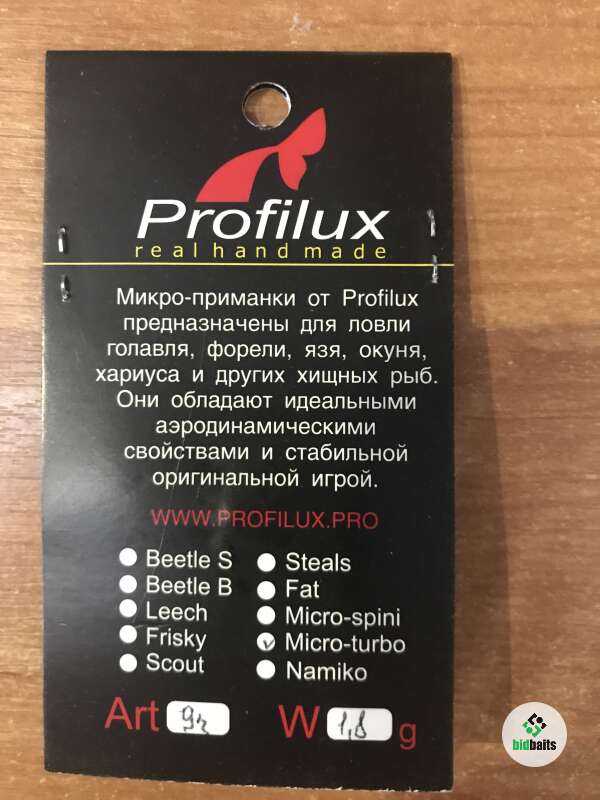 Profilux
real hand made
Микро-приманки от Profilux
предназначены для ловли
голавля, форели, язя, окуня,
хариуса и других хищных рыб.
Они обладают идеальными
аэродинамическими
свойствами и стабильной
оригинальной игрой.
WWW.PROFILUX.PRO
Beetle S
Beetle B
Leech
Frisky
Scout
Steals
Fat
Micro-spini
Micro-turbo
Namiko
Art W 1,8 g
bidbaits